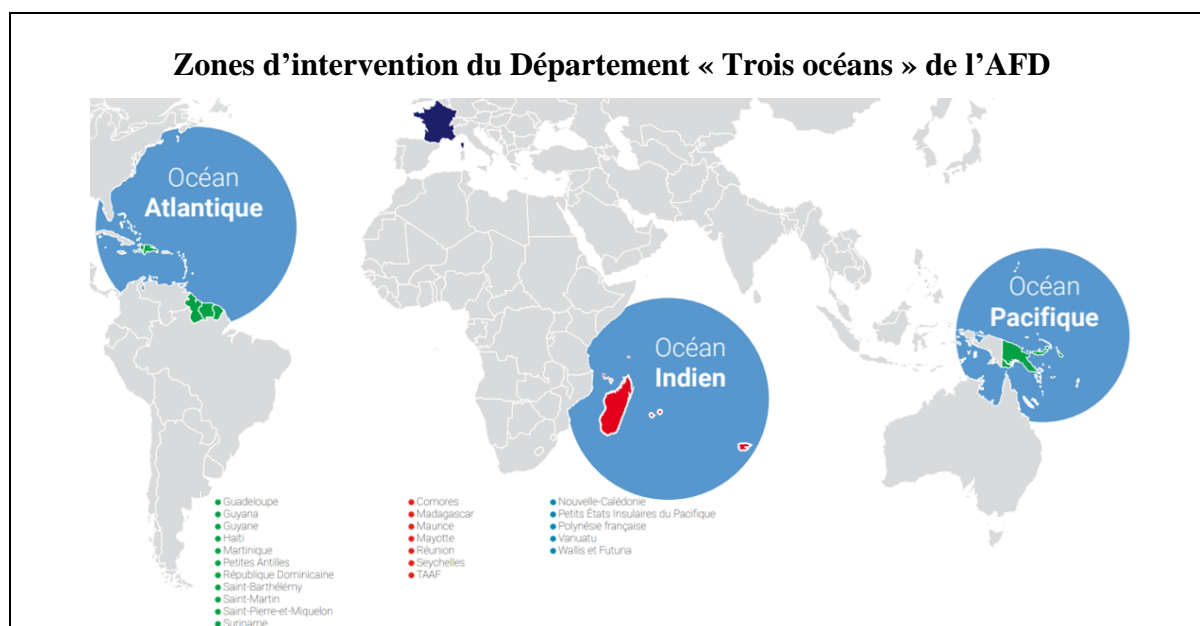 Zones d’intervention du Département « Trois océans » de l’AFD
Océan
Atlantique
Océan
Indien
Océan
Pacifique
Guadeloupe
Guyana
Guyane
Haïti
Martinique
Petites Antilles
République Dominicaine
Saint-Barthélémy
Saint-Martin
Saint-Pierre-et-Miquelon
Suriname
Comores
Madagascar
Maurice
Mayotte
Réunion
Seychelles
TAAF
Nouvelle-Calédonie
Petits États Insulaires du Pacifique
Polynésie française
Vanuatu
Wallis et Futuna